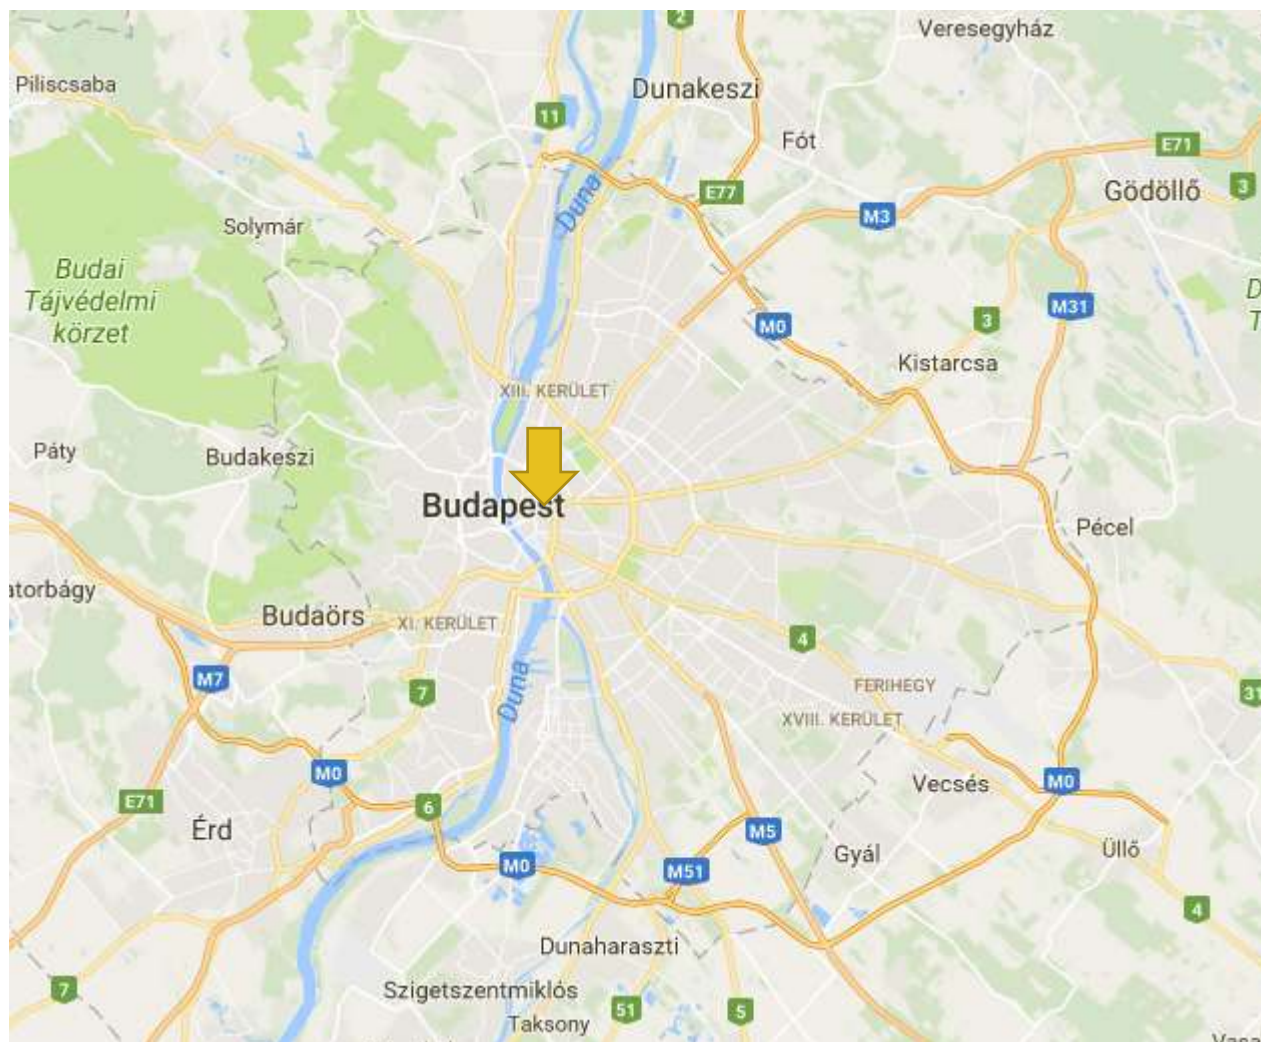 2
Veresegyház
Piliscsaba
Dunakeszi
11
Fót
E71
Duna
E77
Gödöllő
3
M3
Solymár
Budai
Tájvédelmi
körzet
D
T
M31
M0
3
Kistarcsa
XIII. KERÜLET
Páty
Budakeszi
Budapest
Pécel
atorbágy
Budaörs
XI. KERÜLET
4
M7
7
Duna
FERIHEGY
31
XVIII. KERÜLET
M0
Vecsés
M0
E71
6
Érd
M5
Gyál
Üllő
M0
M51
4
Dunaharaszti
7
Szigetszentmiklós
51
5
Taksony